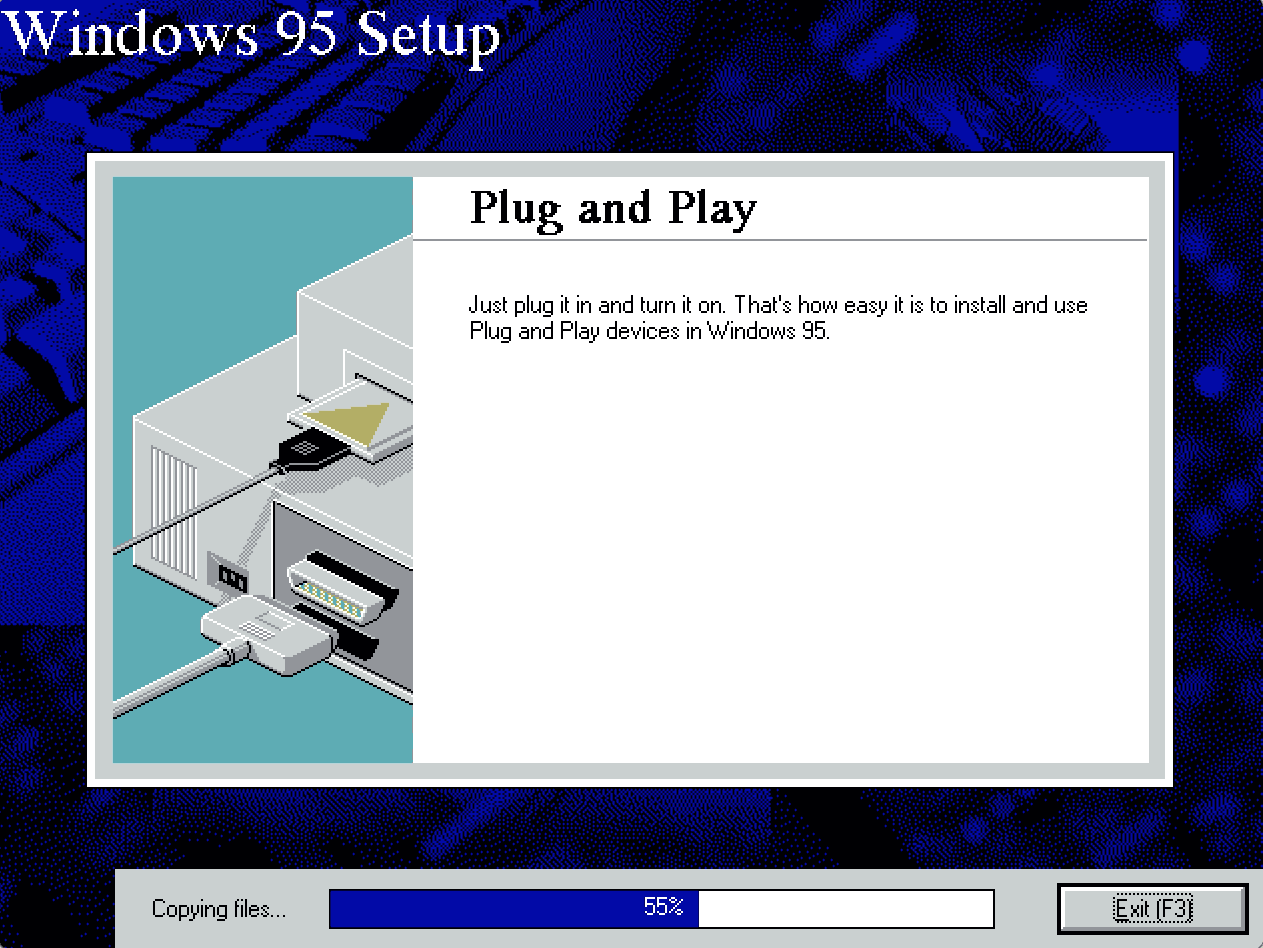 Windows 95 Setup
Plug and Play
Just plug it in and turn it on. That's how easy it is to install and use
Plug and Play devices in Windows 95.
Copying files...
55%
Exit (F3)